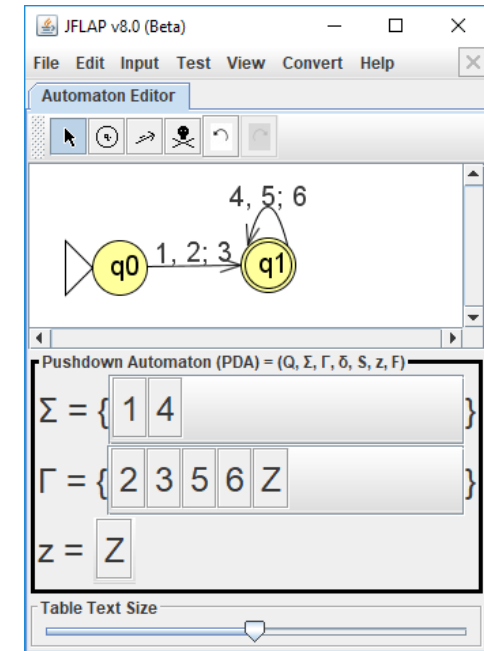 JFLAP v8.0 (Beta)
File Edit Input Test View Convert Help
Automaton Editor
4, 5; 6
q0 1, 2; 3 q1
Pushdown Automaton (PDA) = (Q, Σ, Γ, δ, S, z, F)
Σ = { 1 4 }
Γ = { 2 3 5 6 Z }
z = Z
Table Text Size